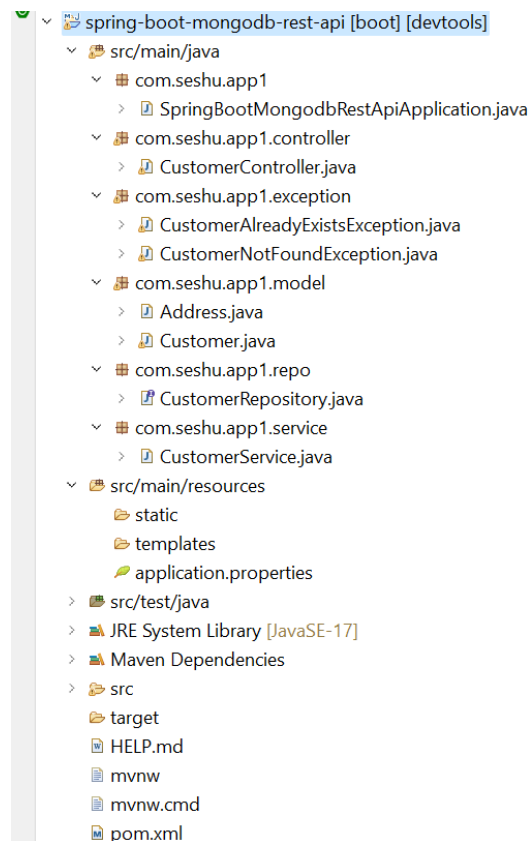 spring-boot-mongodb-rest-api [boot] [devtools]
src/main/java
com.seshu.app1
SpringBootMongodbRestApiApplication.java
com.seshu.app1.controller
CustomerController.java
com.seshu.app1.exception
CustomerAlreadyExistsException.java
CustomerNotFoundException.java
com.seshu.app1.model
Address.java
Customer.java
com.seshu.app1.repo
CustomerRepository.java
com.seshu.app1.service
CustomerService.java
src/main/resources
static
templates
application.properties
src/test/java
JRE System Library [JavaSE-17]
Maven Dependencies
src
target
HELP.md
mvnw
mvnw.cmd
pom.xml